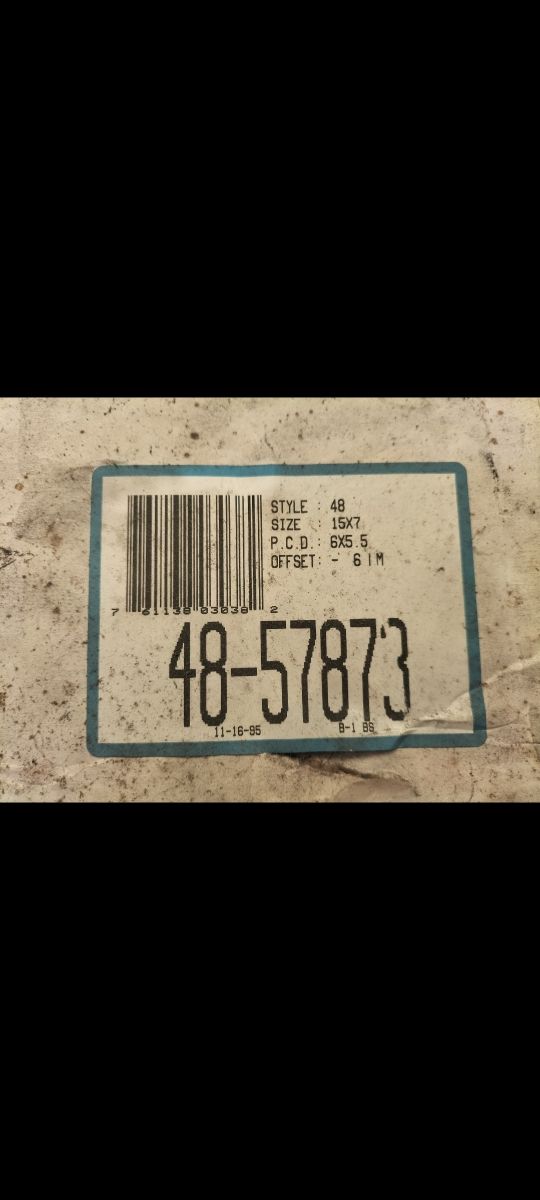 STYLE : 48
SIZE : 15X7
P.C.D.: 6X5.5
OFFSET: - 6 IM
7 61138 03038 2
48-57873
11-16-95 B-1 BS